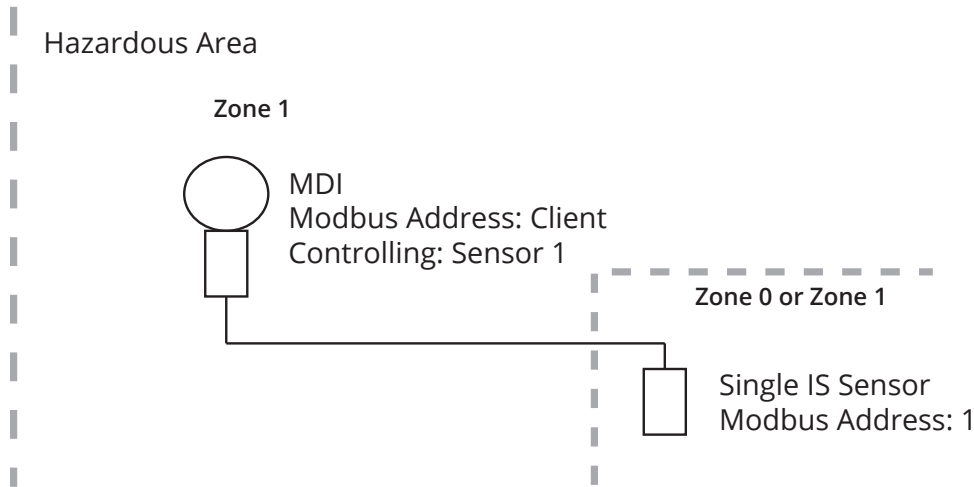 Hazardous Area
Zone 1
MDI
Modbus Address: Client
Controlling: Sensor 1
Zone 0 or Zone 1
Single IS Sensor
Modbus Address: 1